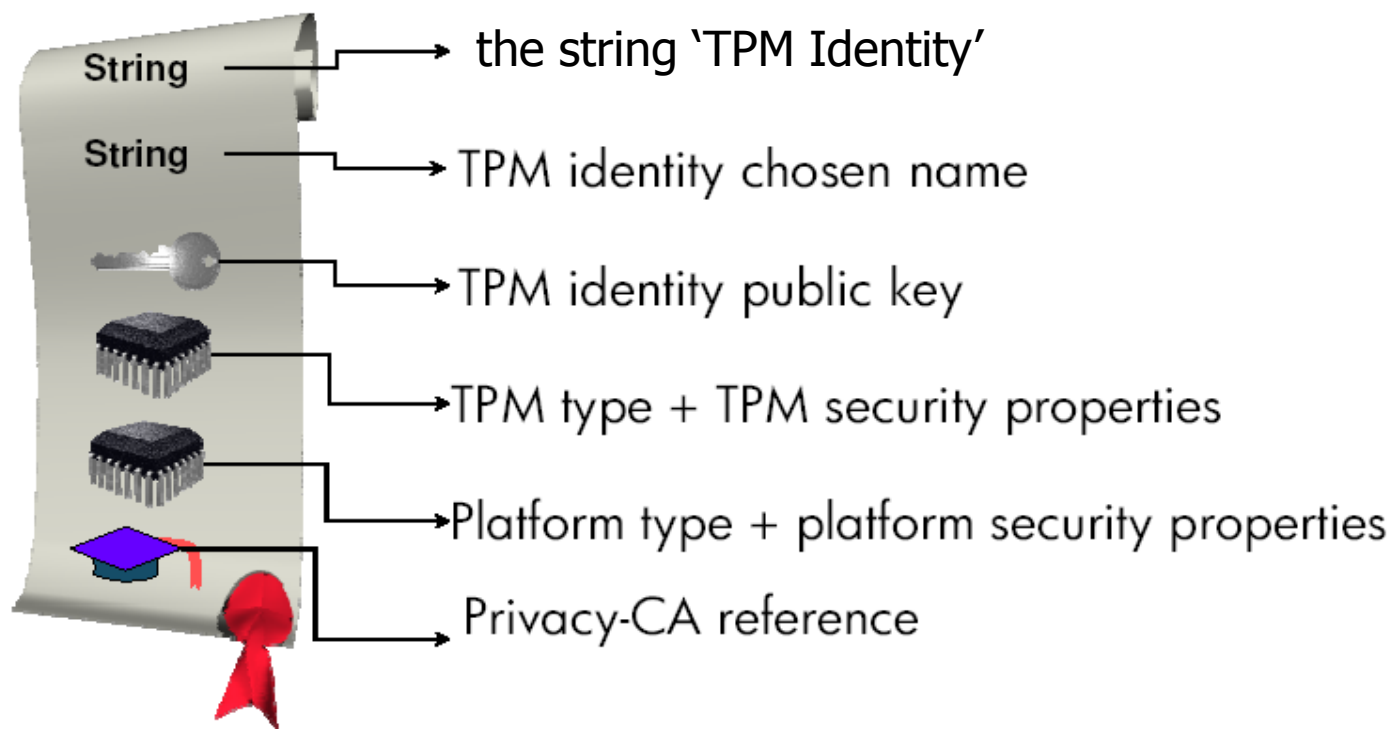 String
the string ‘TPM Identity’
String
TPM identity chosen name
TPM identity public key
TPM type + TPM security properties
Platform type + platform security properties
Privacy-CA reference